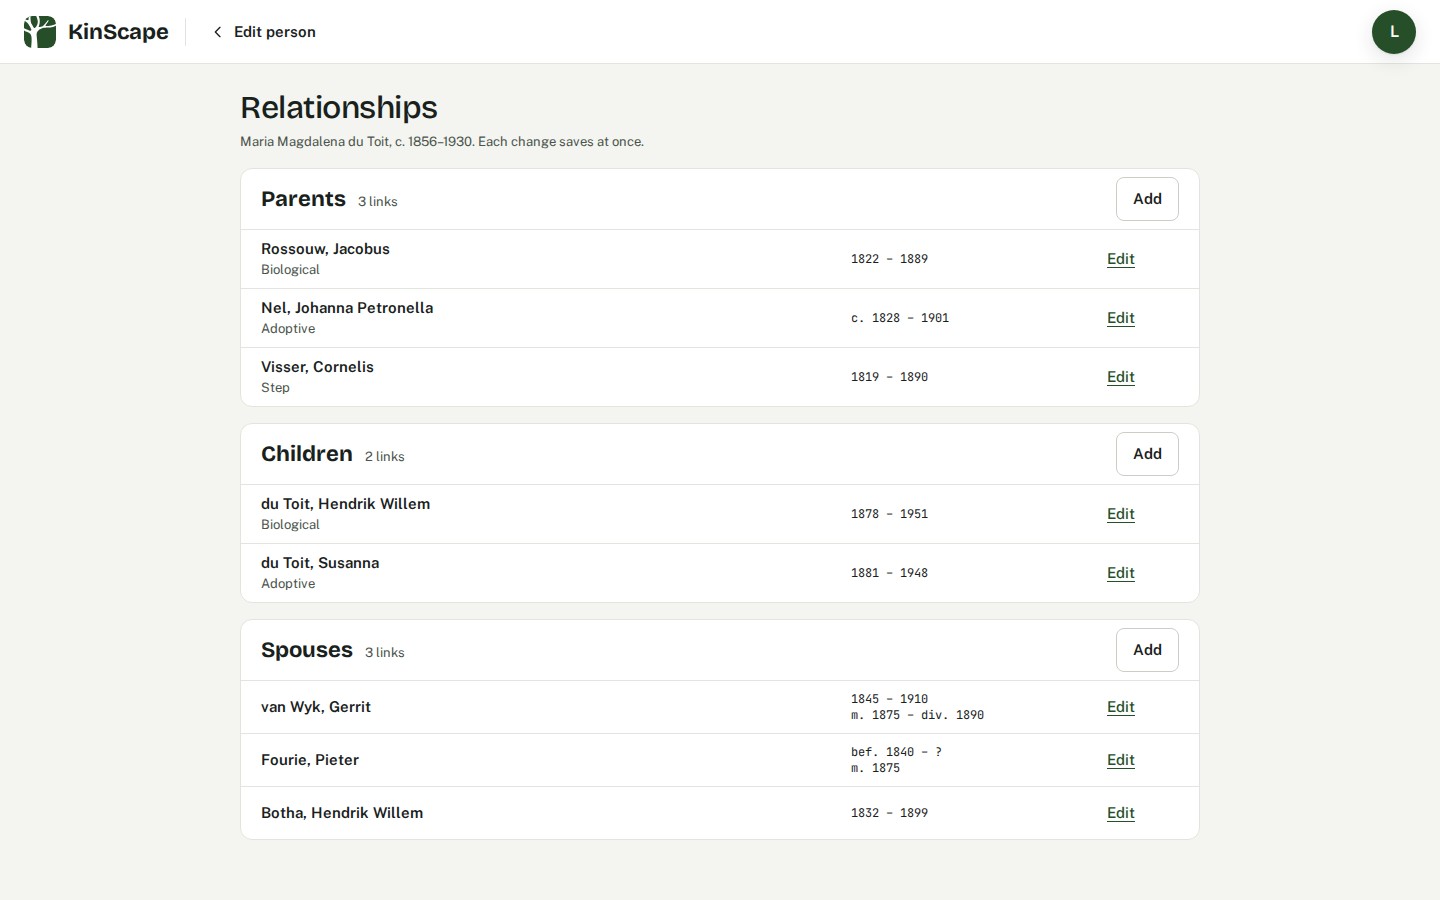 KinScape
Edit person
L
Relationships
Maria Magdalena du Toit, c. 1856–1930. Each change saves at once.
Parents 3 links
Add
Rossouw, Jacobus
Biological
1822 – 1889
Edit
Nel, Johanna Petronella
Adoptive
c. 1828 – 1901
Edit
Visser, Cornelis
Step
1819 – 1890
Edit
Children 2 links
Add
du Toit, Hendrik Willem
Biological
1878 – 1951
Edit
du Toit, Susanna
Adoptive
1881 – 1948
Edit
Spouses 3 links
Add
van Wyk, Gerrit
1845 – 1910
m. 1875 – div. 1890
Edit
Fourie, Pieter
bef. 1840 – ?
m. 1875
Edit
Botha, Hendrik Willem
1832 – 1899
Edit